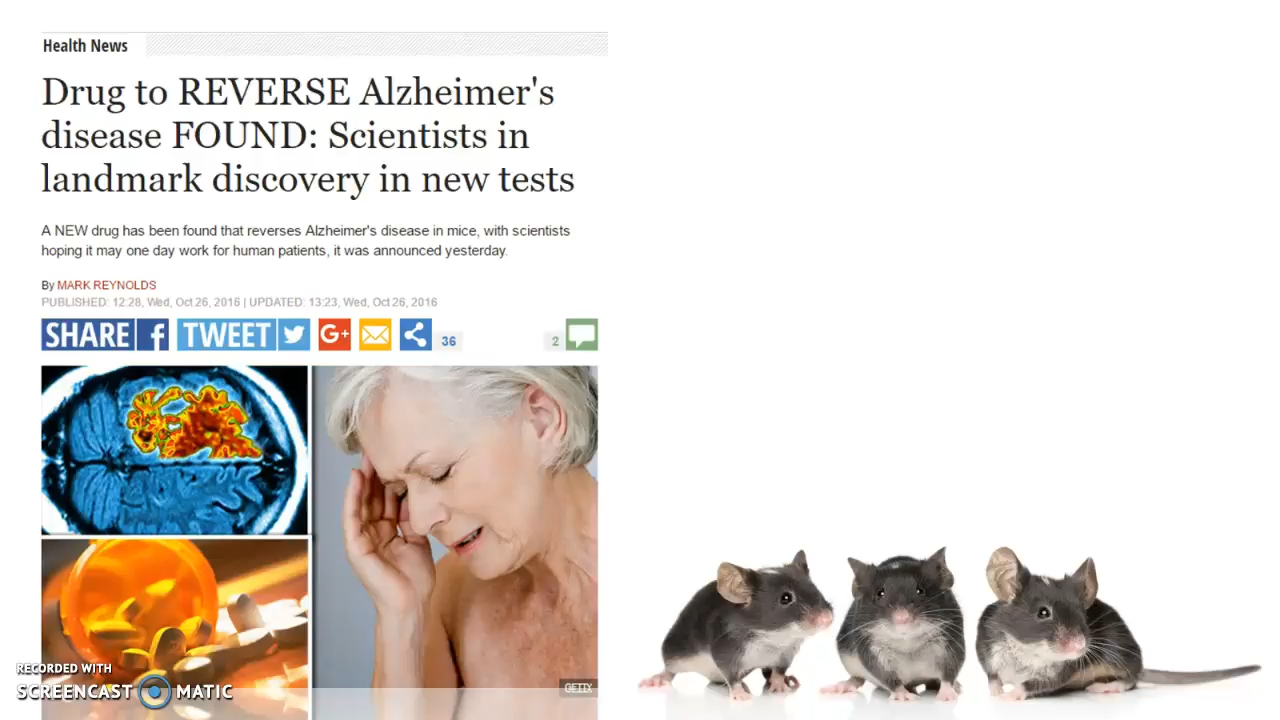 Health News
Drug to REVERSE Alzheimer's
disease FOUND: Scientists in
landmark discovery in new tests
A NEW drug has been found that reverses Alzheimer's disease in mice, with scientists
hoping it may one day work for human patients, it was announced yesterday.
By MARK REYNOLDS
PUBLISHED: 12:28, Wed, Oct 26, 2016 | UPDATED: 13:23, Wed, Oct 26, 2016
SHARE f TWEET G+ 36 2
GETTY
RECORDED WITH
SCREENCAST MATIC